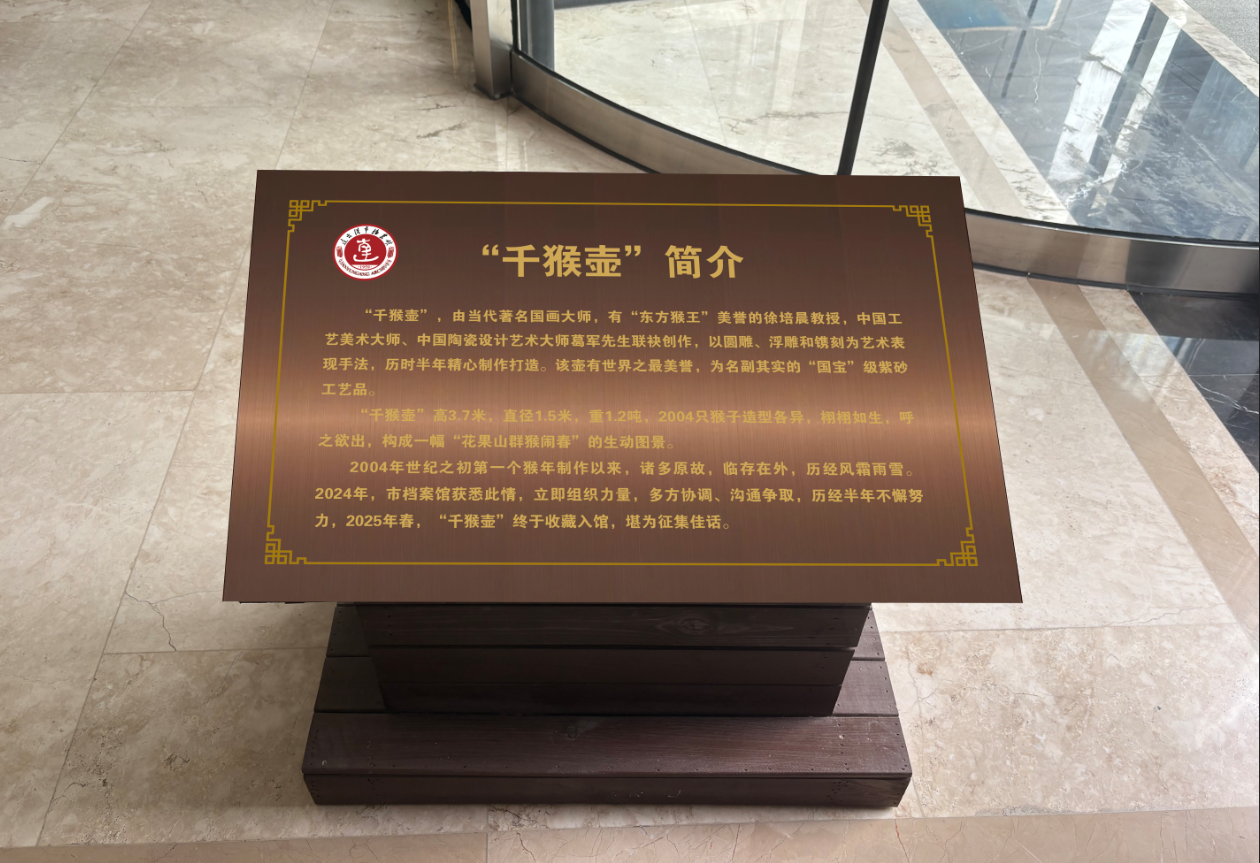 “千猴壶”简介
“千猴壶”，由当代著名国画大师，有“东方猴王”美誉的徐培晨教授，中国工
艺美术大师、中国陶瓷设计艺术大师葛军先生联袂创作，以圆雕、浮雕和镌刻为艺术表
现手法，历时半年精心制作打造。该壶有世界之最美誉，为名副其实的“国宝”级紫砂
工艺品。
“千猴壶”高3.7米，直径1.5米，重1.2吨，2004只猴子造型各异，栩栩如生，呼
之欲出，构成一幅“花果山群猴闹春”的生动图景。
2004年世纪之初第一个猴年制作以来，诸多原故，临存在外，历经风霜雨雪。
2024年，市档案馆获悉此情，立即组织力量，多方协调、沟通争取，历经半年不懈努
力，2025年春，“千猴壶”终于收藏入馆，堪为征集佳话。